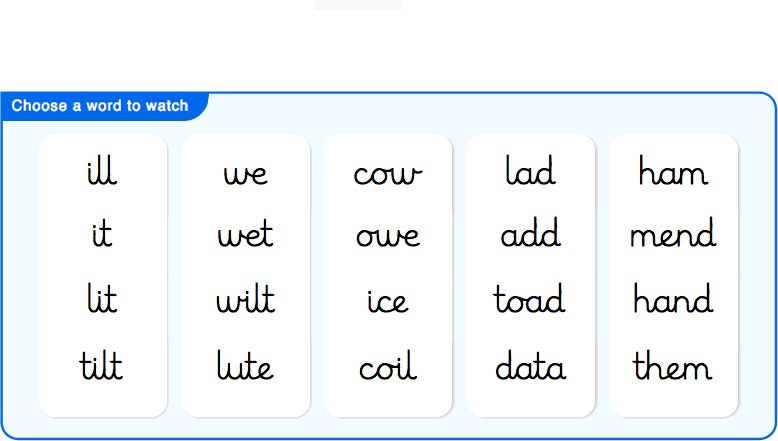 Choose a word to watch
ill
it
lit
tilt
we
wet
wilt
lute
cow
owe
ice
coil
lad
add
toad
data
ham
mend
hand
them